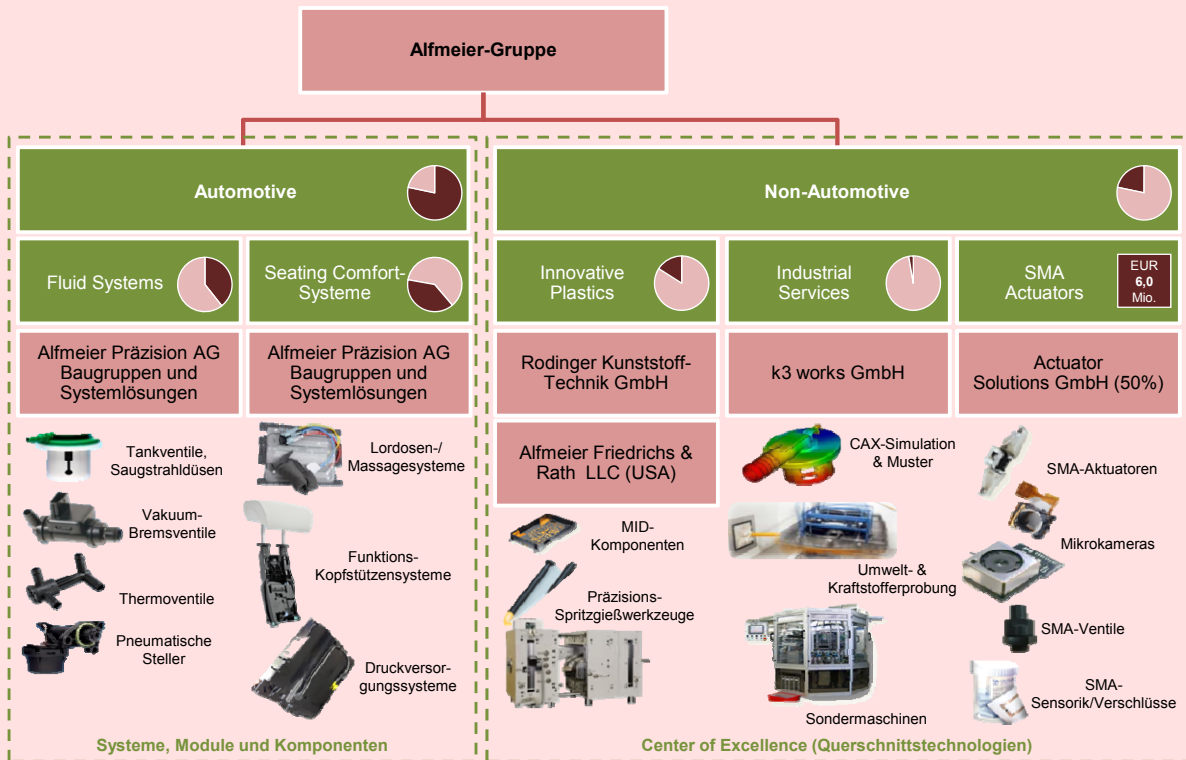 Alfmeier-Gruppe
Automotive
Non-Automotive
Fluid Systems
Seating Comfort-
Systeme
Innovative
Plastics
Industrial
Services
SMA
Actuators
EUR
6,0
Mio.
Alfmeier Präzision AG
Baugruppen und
Systemlösungen
Alfmeier Präzision AG
Baugruppen und
Systemlösungen
Rodinger Kunststoff-
Technik GmbH
k3 works GmbH
Actuator
Solutions GmbH (50%)
Alfmeier Friedrichs &
Rath LLC (USA)
Tankventile,
Saugstrahldüsen
Vakuum-
Bremsventile
Thermoventile
Pneumatische
Steller
Lordosen-/
Massagesysteme
Funktions-
Kopfstützensysteme
Druckversor-
gungssysteme
MID-
Komponenten
Präzisions-
Spritzgießwerkzeuge
CAX-Simulation
& Muster
Umwelt- &
Kraftstofferprobung
Sondermaschinen
SMA-Aktuatoren
Mikrokameras
SMA-Ventile
SMA-
Sensorik/Verschlüsse
Systeme, Module und Komponenten
Center of Excellence (Querschnittstechnologien)